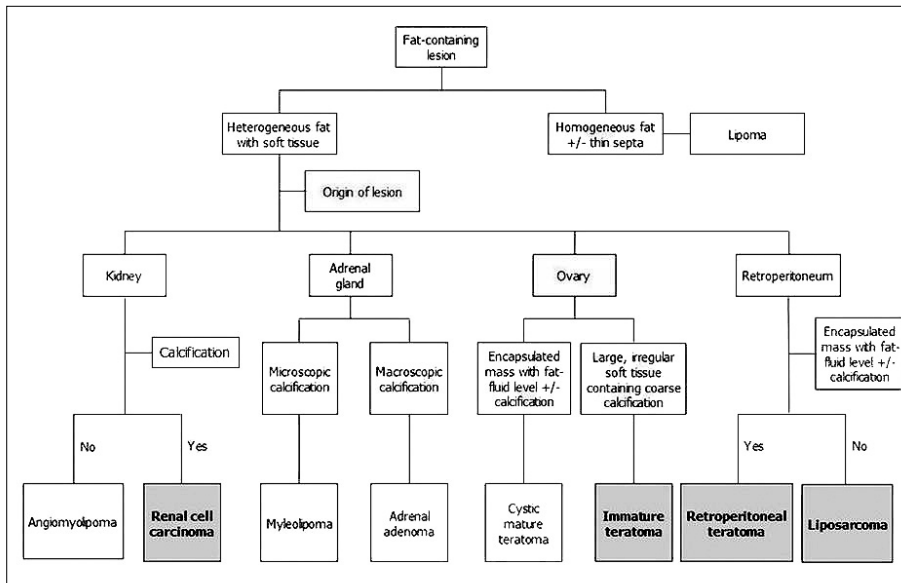 Fat-containing
lesion
Heterogeneous fat
with soft tissue
Homogeneous fat
+/- thin septa
Lipoma
Origin of lesion
Kidney
Adrenal
gland
Ovary
Retroperitoneum
Calcification
Microscopic
calcification
Macroscopic
calcification
Encapsulated
mass with fat-
fluid level +/-
calcification
Large, irregular
soft tissue
containing coarse
calcification
Encapsulated
mass with fat-
fluid level +/-
calcification
No
Yes
Yes
No
Angiomyolipoma
Renal cell
carcinoma
Myleolipoma
Adrenal
adenoma
Cystic
mature
teratoma
Immature
teratoma
Retroperitoneal
teratoma
Liposarcoma